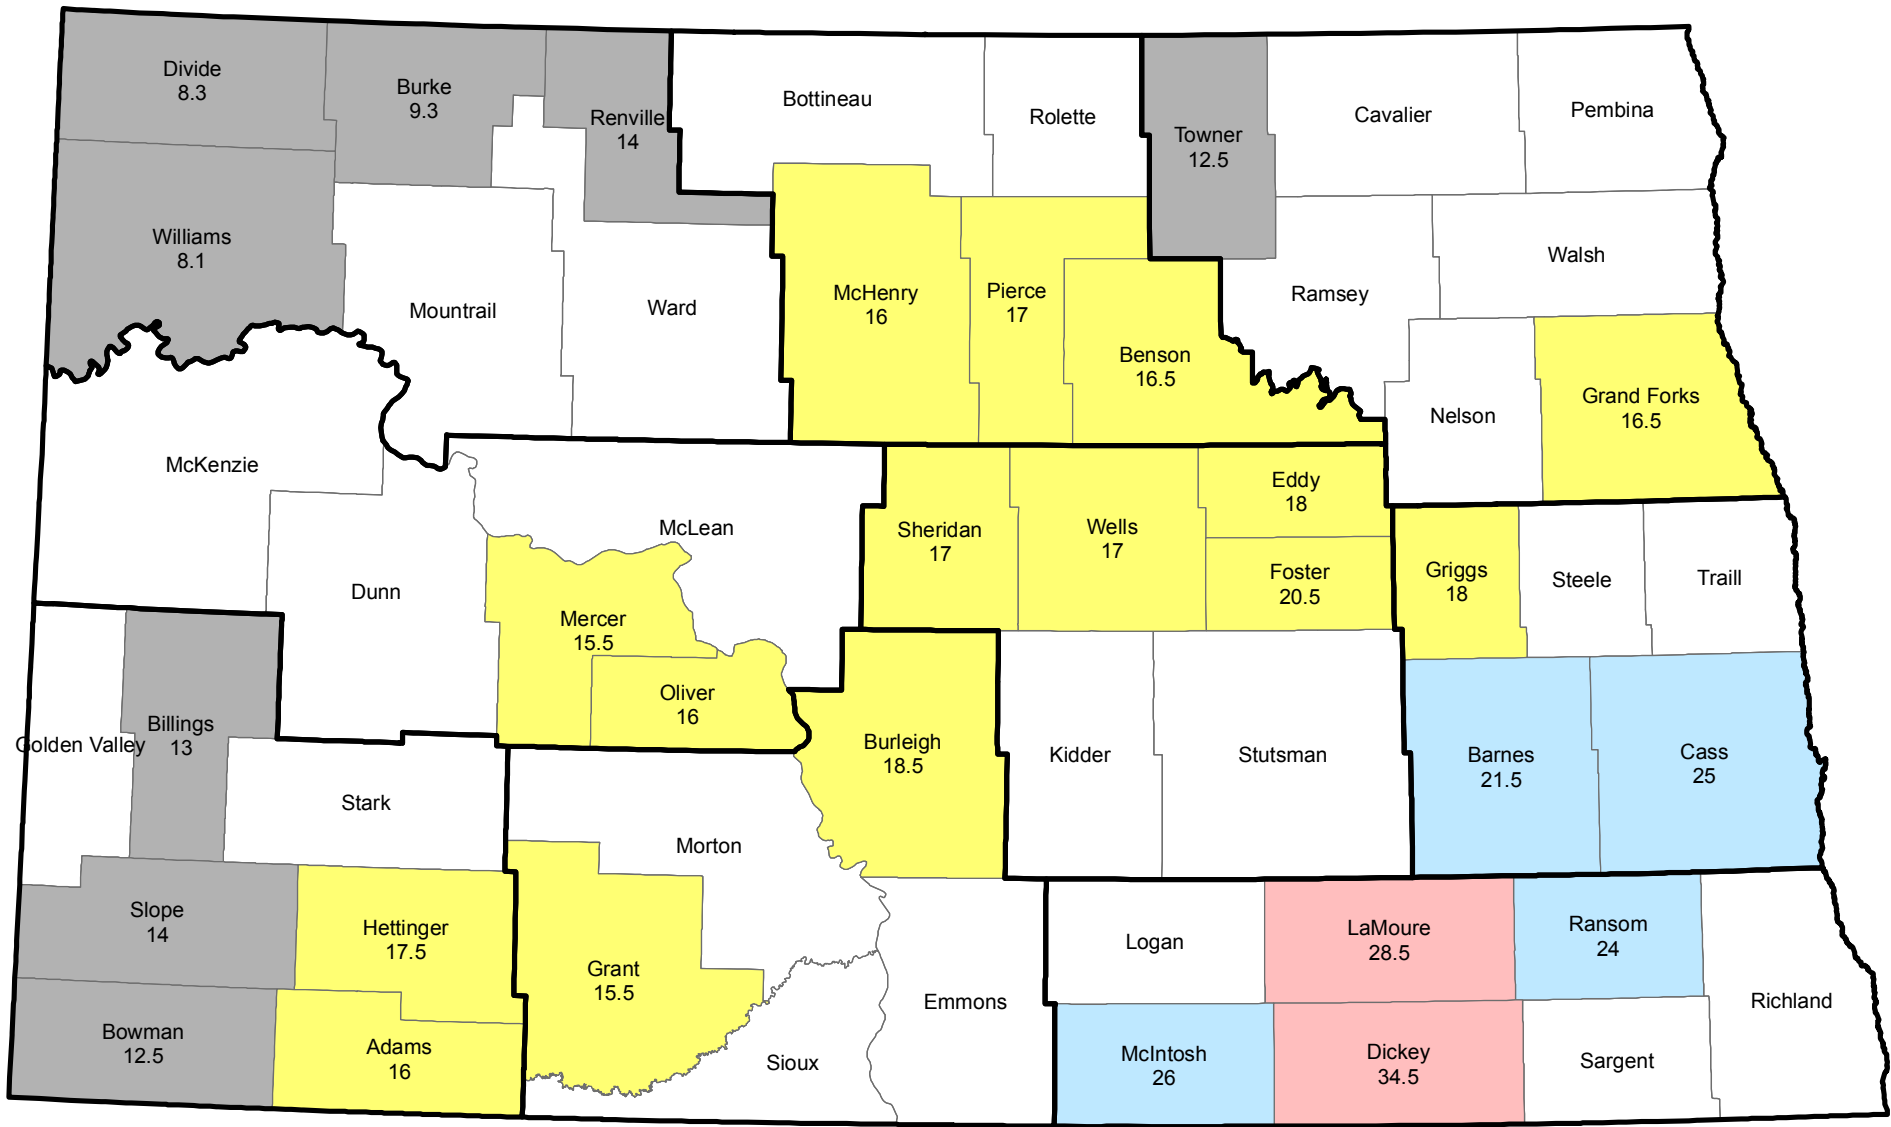 Divide
8.3
Burke
9.3
Renville
14
Bottineau
Rolette
Towner
12.5
Cavalier
Pembina
Williams
8.1
Mountrail
Ward
McHenry
16
Pierce
17
Benson
16.5
Ramsey
Walsh
Nelson
Grand Forks
16.5
McKenzie
Dunn
McLean
Mercer
15.5
Oliver
16
Sheridan
17
Wells
17
Eddy
18
Foster
20.5
Griggs
18
Steele
Traill
Golden Valley
Billings
13
Stark
Morton
Burleigh
18.5
Kidder
Stutsman
Barnes
21.5
Cass
25
Slope
14
Hettinger
17.5
Grant
15.5
Emmons
Logan
LaMoure
28.5
Ransom
24
Richland
Bowman
12.5
Adams
16
Sioux
McIntosh
26
Dickey
34.5
Sargent